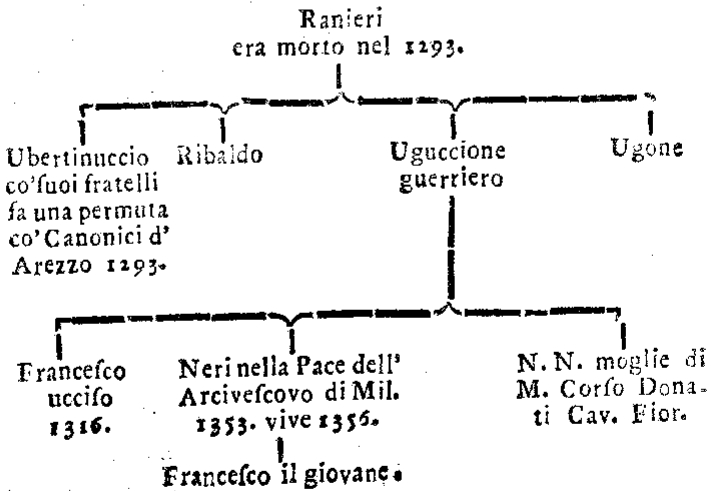 Ranieri
era morto nel 1293.
Ubertinuccio
co'ſuoi fratelli
fa una permuta
co'Canonici d'
Arezzo 1293.
Ribaldo
Uguccione
guerriero
Ugone
Franceſco
ucciſo
1316.
Neri nella Pace dell'
Arciveſcovo di Mil.
1353. vive 1356.
Franceſco il giovane.
N. N. moglie di
M. Corſo Dona-
ti Cav. Fior.